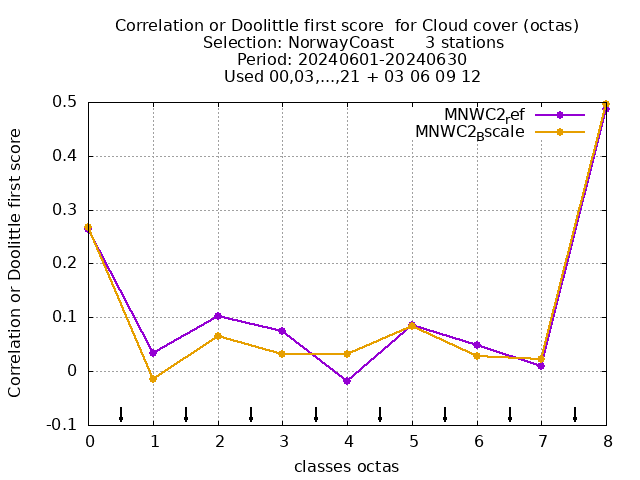 Correlation or Doolittle first score  for Cloud cover (octas)
Selection: NorwayCoast      3 stations
Period: 20240601-20240630
Used 00,03,...,21 + 03 06 09 12
Correlation or Doolittle first score
0.5
0.4
0.3
0.2
0.1
0
-0.1
MNWC2ref
MNWC2Bscale
0 1 2 3 4 5 6 7 8
classes octas